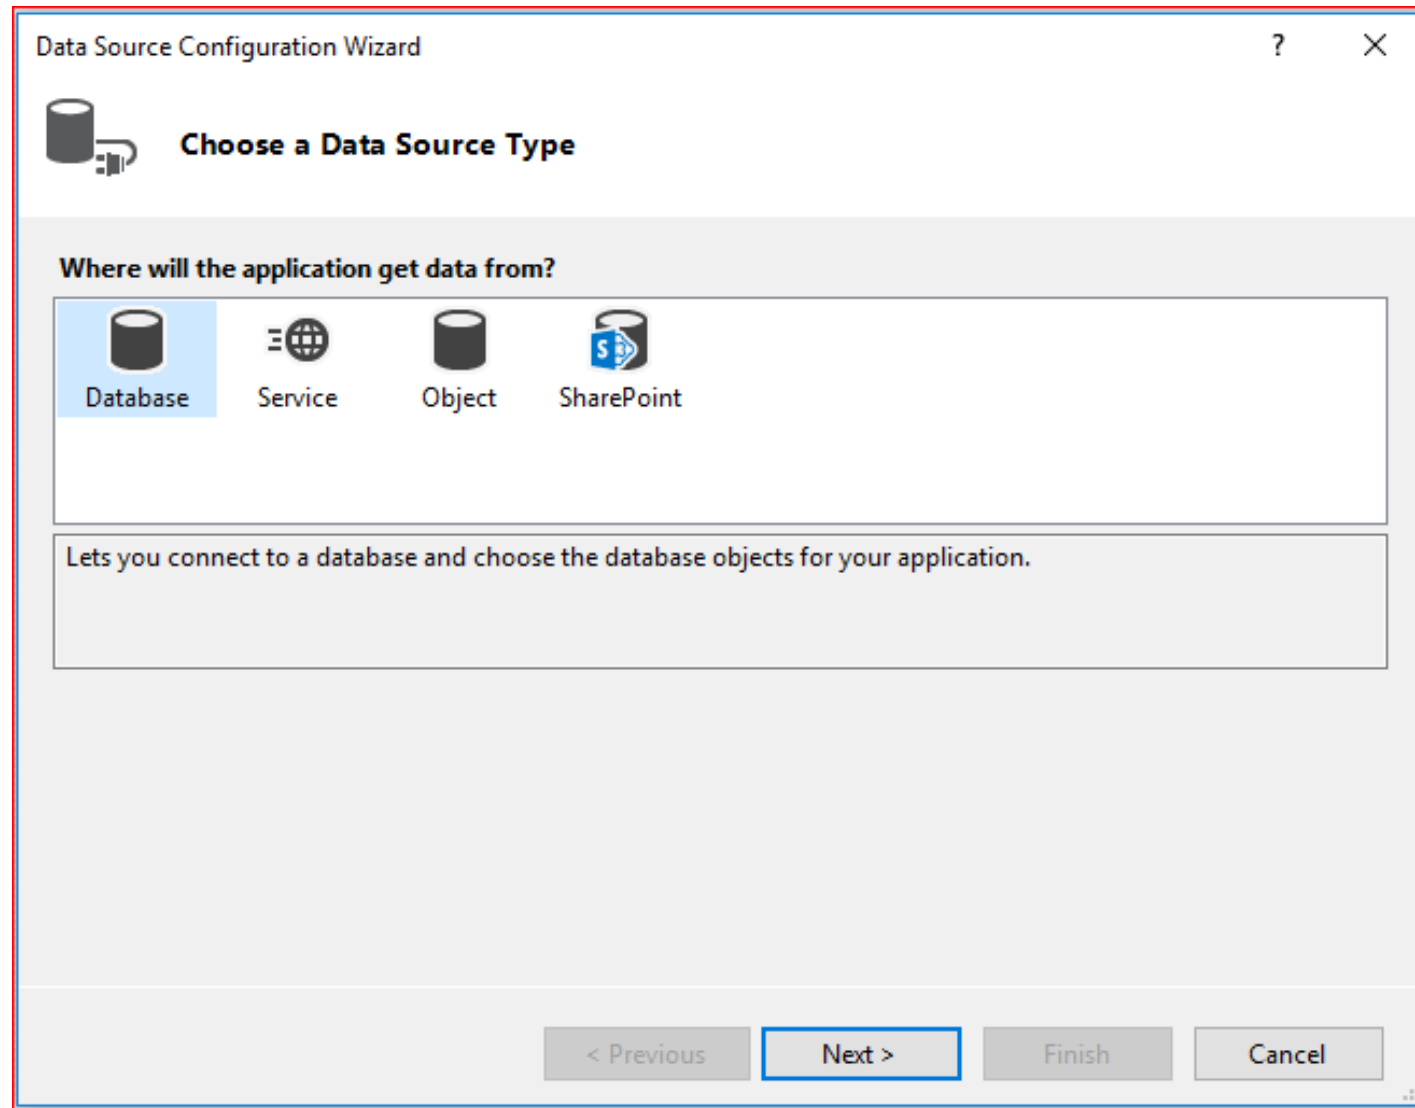 Data Source Configuration Wizard ?
Choose a Data Source Type
Where will the application get data from?
S
Database Service Object SharePoint
Lets you connect to a database and choose the database objects for your application.
< Previous Next > Finish Cancel